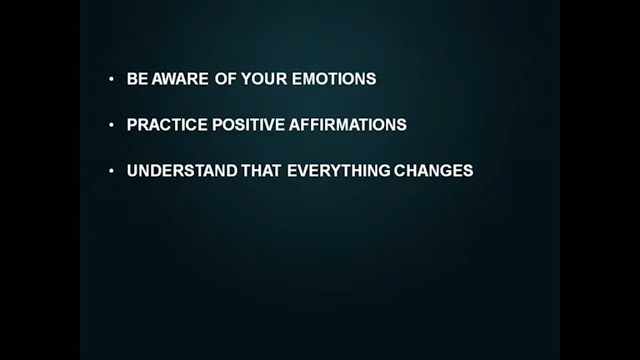 • BE AWARE OF YOUR EMOTIONS
• PRACTICE POSITIVE AFFIRMATIONS
• UNDERSTAND THAT EVERYTHING CHANGES